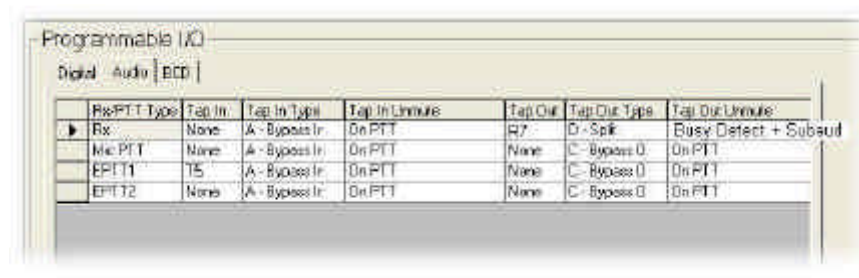 Programmable I/O
Digital Audio BCD
Rx/PTT Type Tap In Tap In Type Tap In Unmute Tap Out Tap Out Type Tap Out Unmute
Rx None A - Bypass In On PTT R7 D - Split Busy Detect + Subaud
Mic PTT None A - Bypass In On PTT None C - Bypass O On PTT
EPTT1 T5 A - Bypass In On PTT None C - Bypass O On PTT
EPTT2 None A - Bypass In On PTT None C - Bypass O On PTT